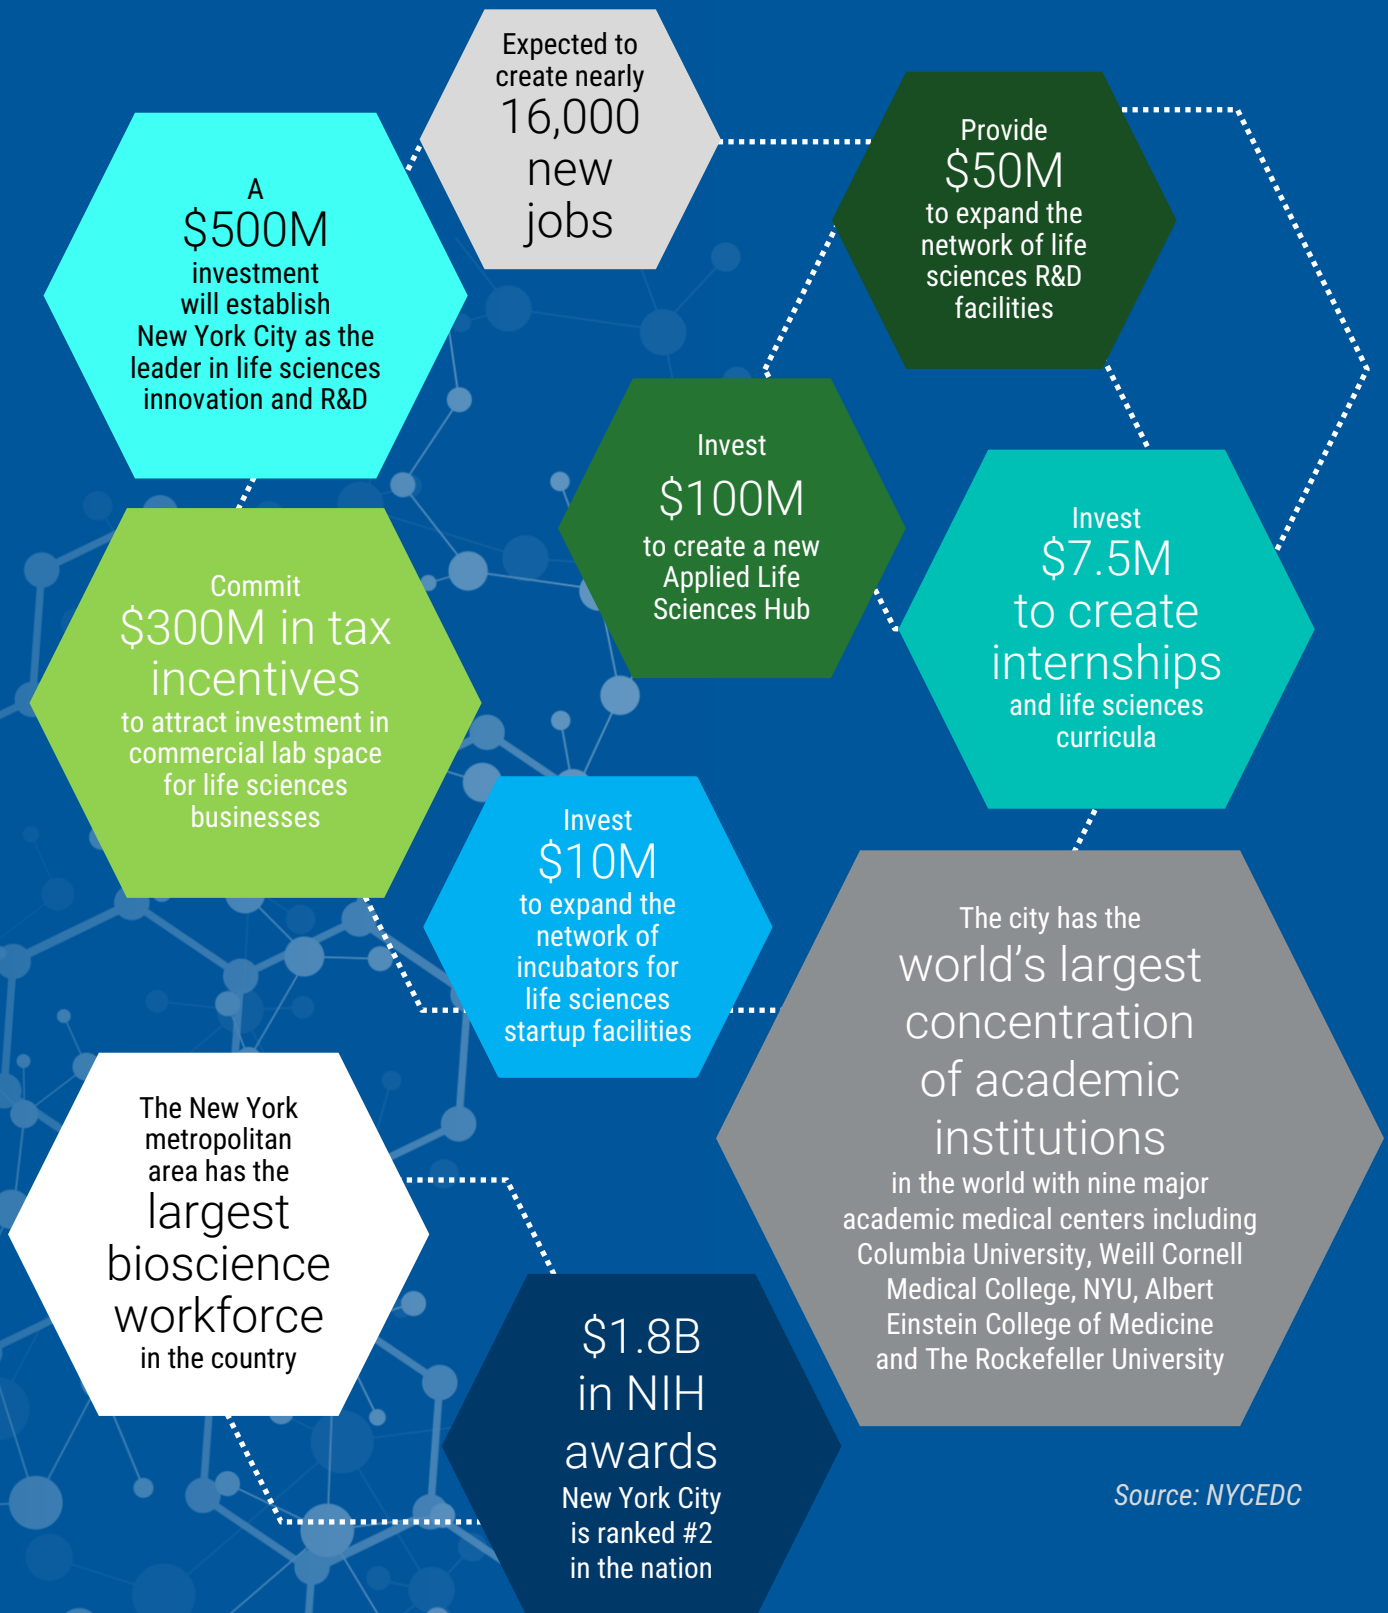 Expected to
create nearly
16,000
new
jobs
A
$500M
investment
will establish
New York City as the
leader in life sciences
innovation and R&D
Provide
$50M
to expand the
network of life
sciences R&D
facilities
Invest
$100M
to create a new
Applied Life
Sciences Hub
Invest
$7.5M
to create
internships
and life sciences
curricula
Commit
$300M in tax
incentives
to attract investment in
commercial lab space
for life sciences
businesses
Invest
$10M
to expand the
network of
incubators for
life sciences
startup facilities
The city has the
world’s largest
concentration
of academic
institutions
in the world with nine major
academic medical centers including
Columbia University, Weill Cornell
Medical College, NYU, Albert
Einstein College of Medicine
and The Rockefeller University
The New York
metropolitan
area has the
largest
bioscience
workforce
in the country
$1.8B
in NIH
awards
New York City
is ranked #2
in the nation
Source: NYCEDC